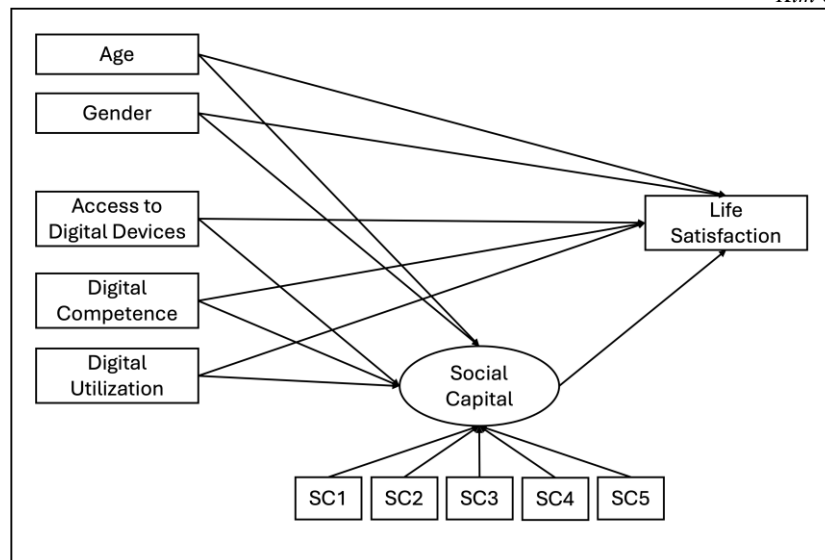 Age
Gender
Access to
Digital Devices
Digital
Competence
Digital
Utilization
Life
Satisfaction
Social
Capital
SC1 SC2 SC3 SC4 SC5